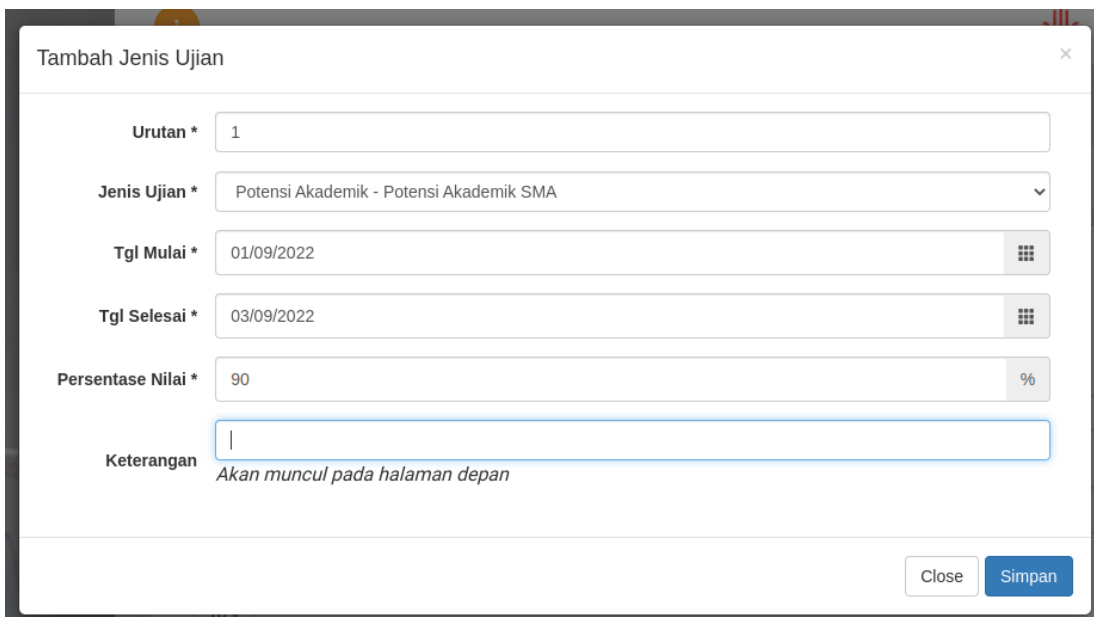 Tambah Jenis Ujian ×
Urutan * 1
Jenis Ujian * Potensi Akademik - Potensi Akademik SMA
Tgl Mulai * 01/09/2022
Tgl Selesai * 03/09/2022
Persentase Nilai * 90 %
Keterangan
Akan muncul pada halaman depan
Close Simpan